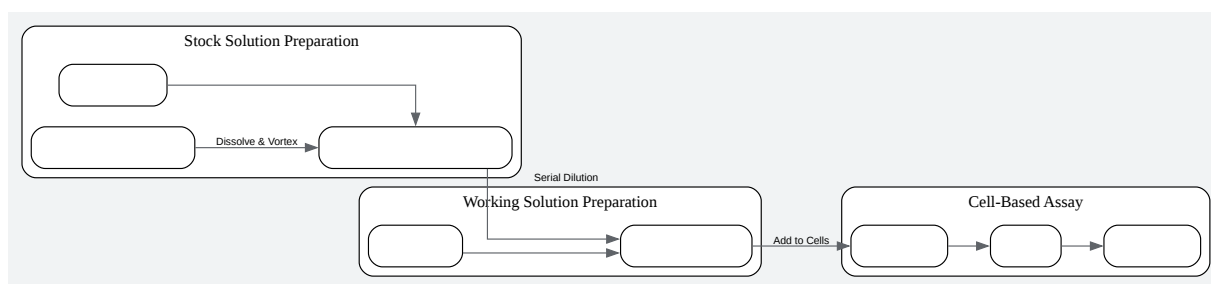 Stock Solution Preparation
Dissolve & Vortex
Serial Dilution
Working Solution Preparation
Cell-Based Assay
Add to Cells